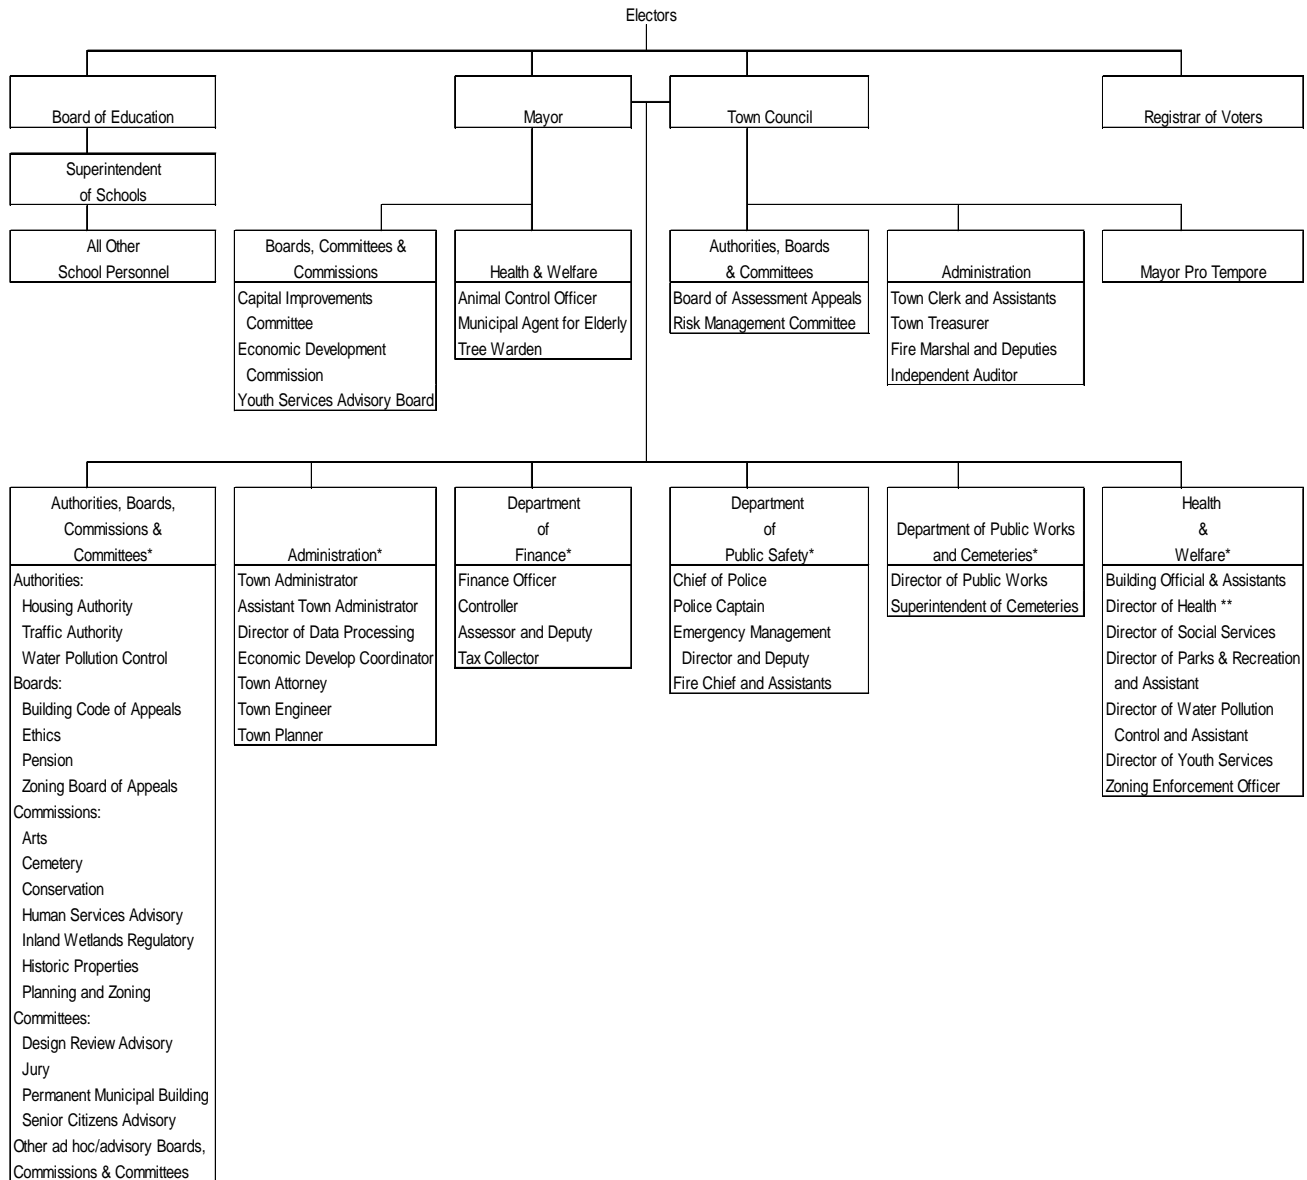 Electors
Board of Education
Mayor
Town Council
Registrar of Voters
Superintendent
of Schools
All Other
School Personnel
Boards, Committees &
Commissions
Capital Improvements
Committee
Economic Development
Commission
Youth Services Advisory Board
Health & Welfare
Animal Control Officer
Municipal Agent for Elderly
Tree Warden
Authorities, Boards
& Committees
Board of Assessment Appeals
Risk Management Committee
Administration
Town Clerk and Assistants
Town Treasurer
Fire Marshal and Deputies
Independent Auditor
Mayor Pro Tempore
Authorities, Boards,
Commissions &
Committees*
Authorities:
Housing Authority
Traffic Authority
Water Pollution Control
Boards:
Building Code of Appeals
Ethics
Pension
Zoning Board of Appeals
Commissions:
Arts
Cemetery
Conservation
Human Services Advisory
Inland Wetlands Regulatory
Historic Properties
Planning and Zoning
Committees:
Design Review Advisory
Jury
Permanent Municipal Building
Senior Citizens Advisory
Other ad hoc/advisory Boards,
Commissions & Committees
Administration*
Town Administrator
Assistant Town Administrator
Director of Data Processing
Economic Develop Coordinator
Town Attorney
Town Engineer
Town Planner
Department
of
Finance*
Finance Officer
Controller
Assessor and Deputy
Tax Collector
Department
of
Public Safety*
Chief of Police
Police Captain
Emergency Management
Director and Deputy
Fire Chief and Assistants
Department of Public Works
and Cemeteries*
Director of Public Works
Superintendent of Cemeteries
Health
&
Welfare*
Building Official & Assistants
Director of Health **
Director of Social Services
Director of Parks & Recreation
and Assistant
Director of Water Pollution
Control and Assistant
Director of Youth Services
Zoning Enforcement Officer